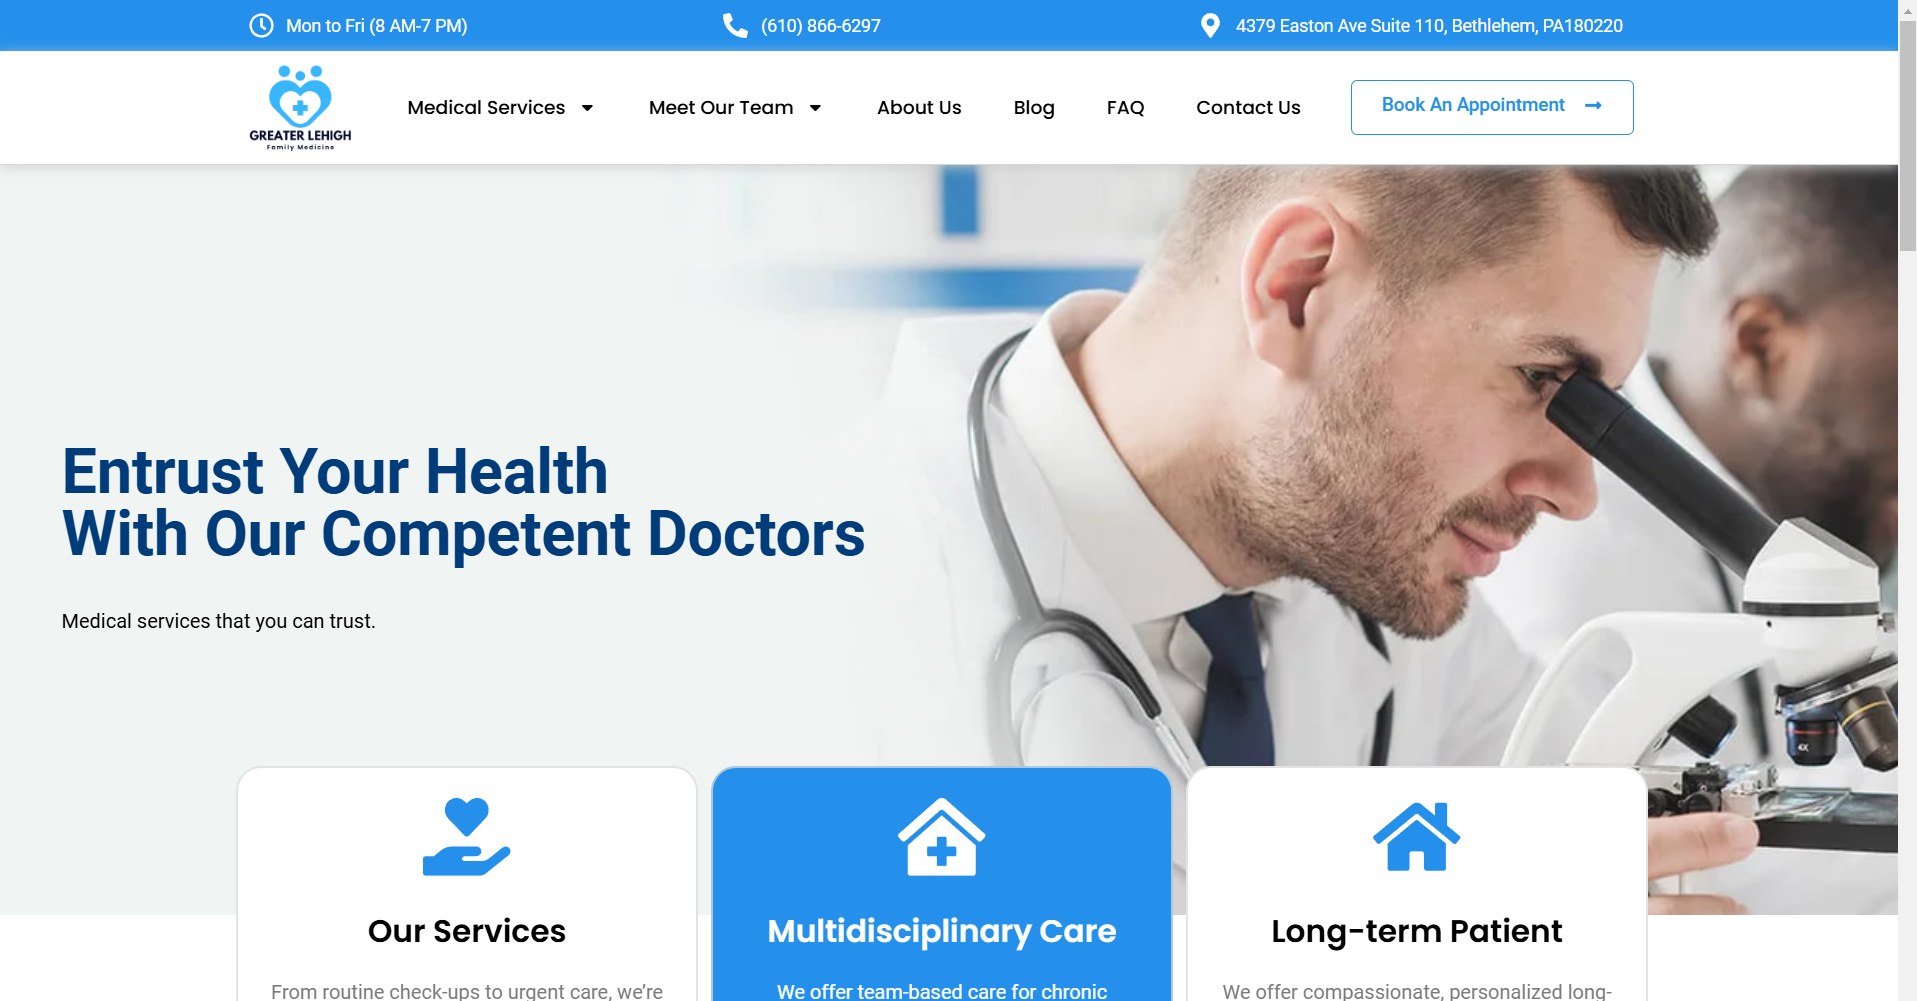 Mon to Fri (8 AM-7 PM)
(610) 866-6297
4379 Easton Ave Suite 110, Bethlehem, PA180220
GREATER LEHIGH
Family Medicine
Medical Services
Meet Our Team
About Us
Blog
FAQ
Contact Us
Book An Appointment
Entrust Your Health
With Our Competent Doctors
Medical services that you can trust.
4X
Our Services
From routine check-ups to urgent care, we’re
Multidisciplinary Care
We offer team-based care for chronic
Long-term Patient
We offer compassionate, personalized long-